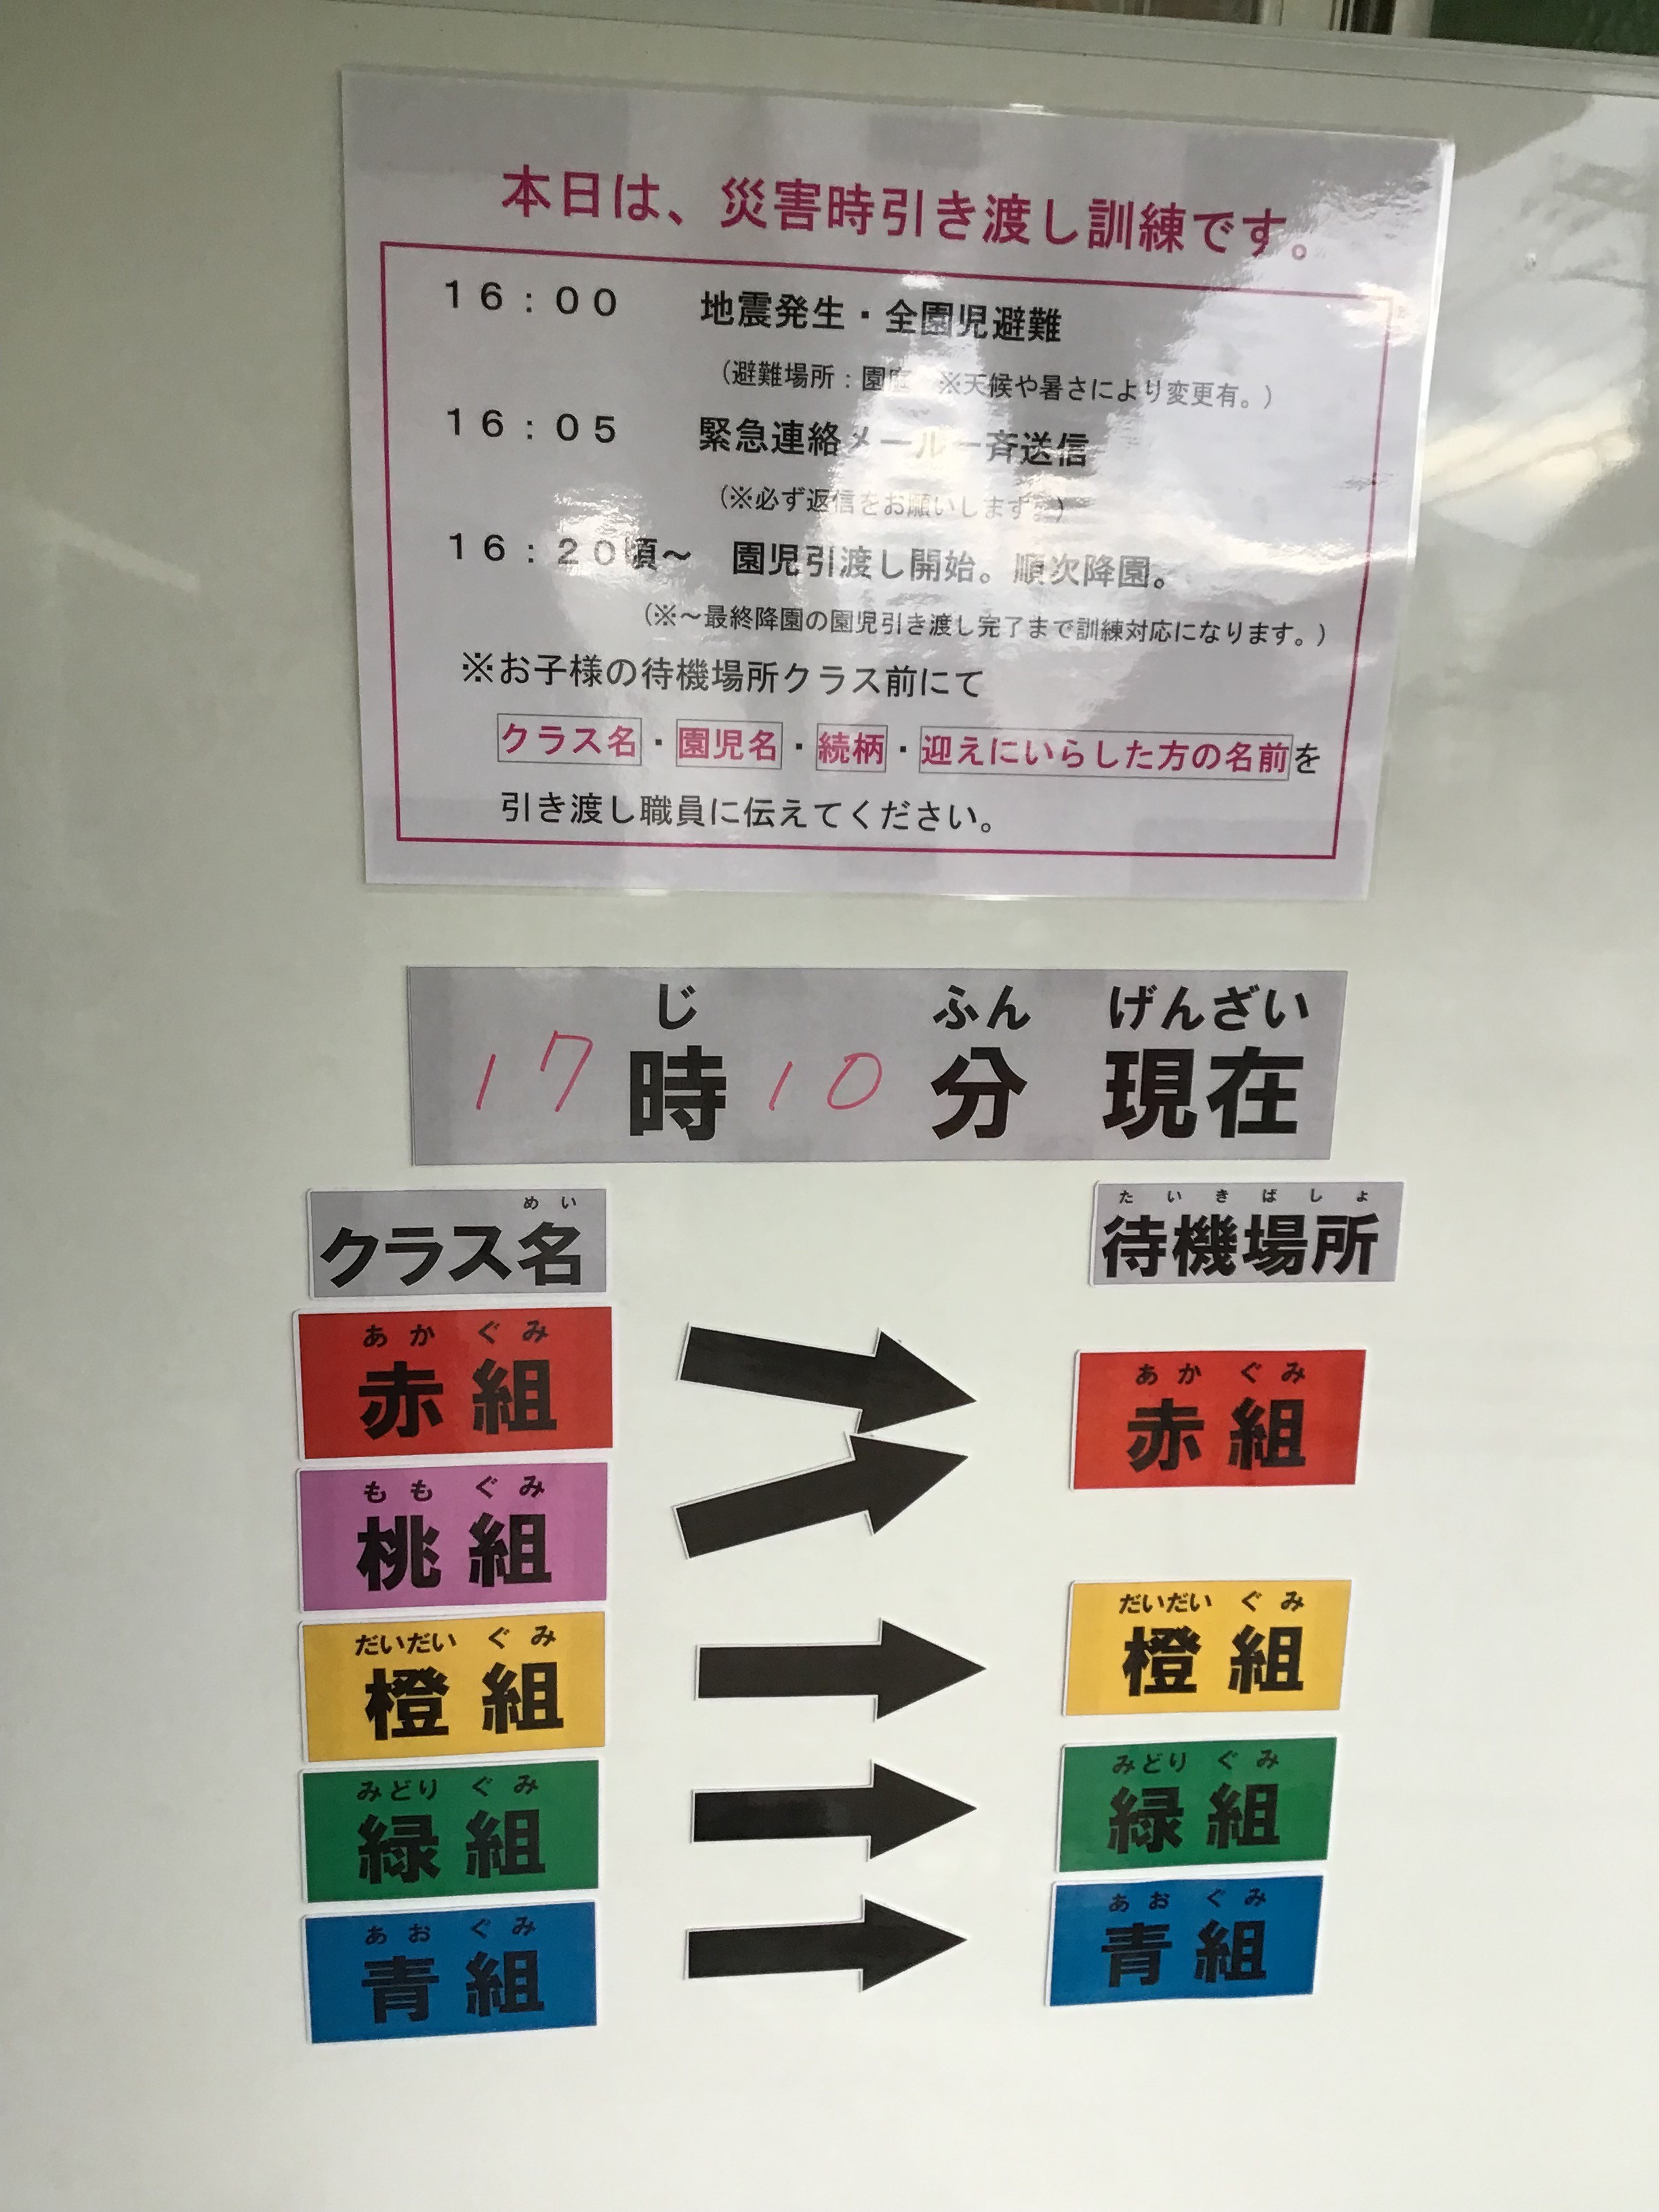 本日は、災害時引き渡し訓練です。
16:00 地震発生・全園児避難
(避難場所:園庭 ※天候や暑さにより変更有。)
16:05 緊急連絡メール一斉送信
(※必ず返信をお願いします。)
16:20頃～ 園児引渡し開始。順次降園。
(※～最終降園の園児引き渡し完了まで訓練対応になります。)
※お子様の待機場所クラス前にて
クラス名・園児名・続柄・迎えにいらした方の名前を
引き渡し職員に伝えてください。
じ ふん げんざい
17時10分 現在
めい たいきばしょ
クラス名 待機場所
あか ぐみ あか ぐみ
赤組 赤組
もも ぐみ
桃組
だいだい ぐみ だいだい ぐみ
橙組 橙組
みどり ぐみ みどり ぐみ
緑組 緑組
あお ぐみ あお ぐみ
青組 青組